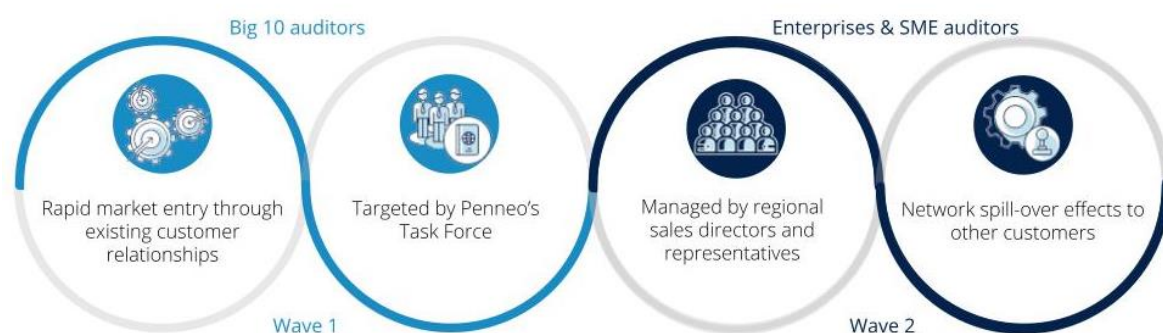 Big 10 auditors
Enterprises & SME auditors
Rapid market entry through
existing customer
relationships
Targeted by Penneo's
Task Force
Managed by regional
sales directors and
representatives
Network spill-over effects to
other customers
Wave 1
Wave 2